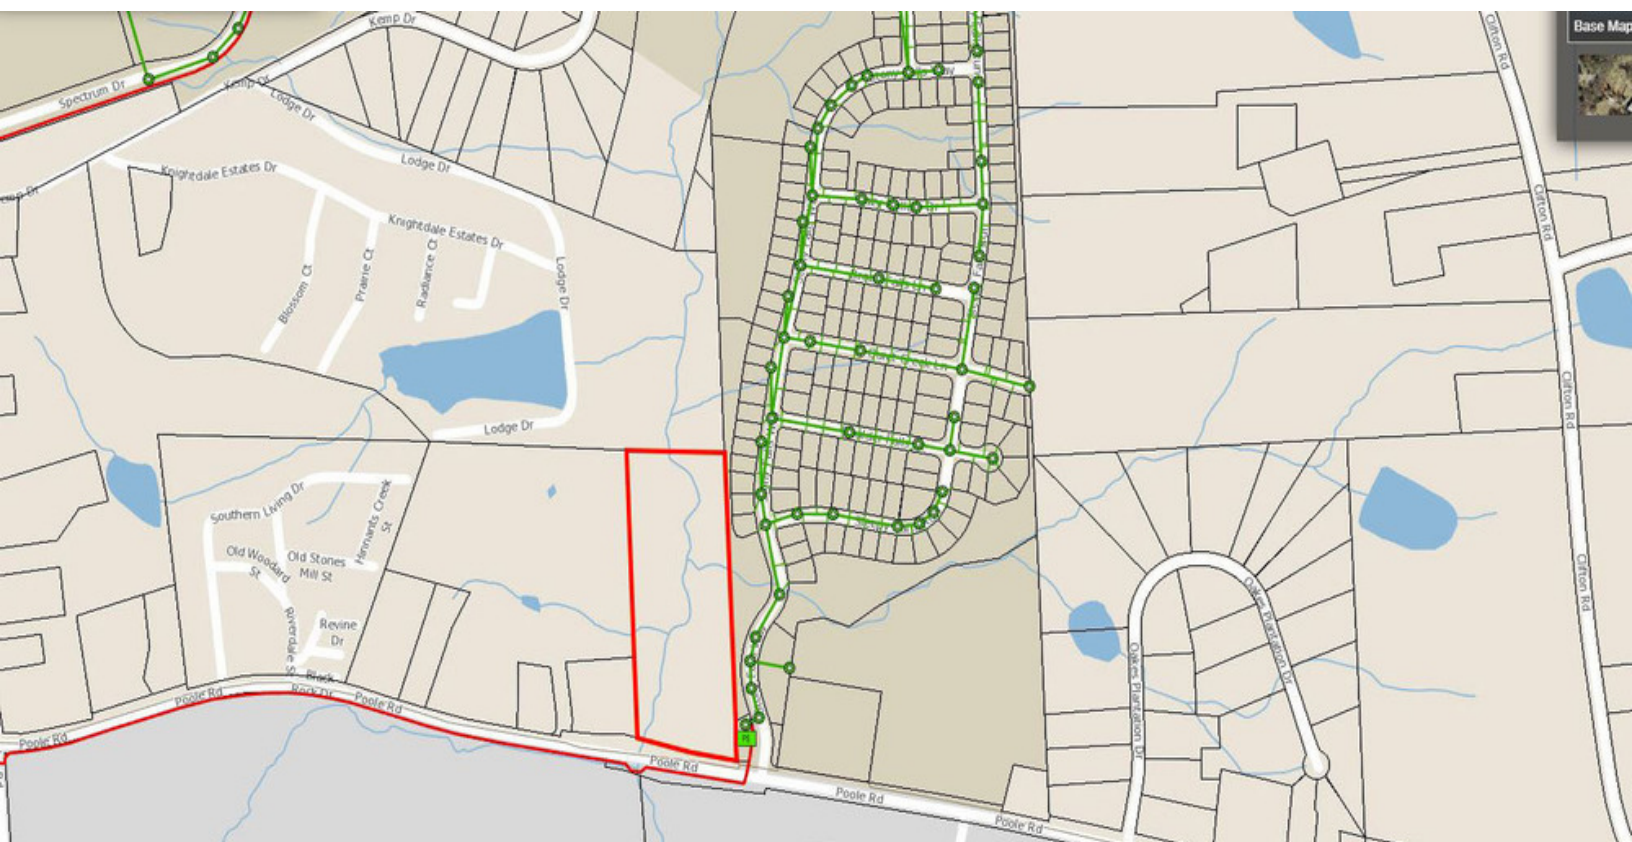 Kemp Dr
Clifton Rd
Base Map
Spectrum Dr
Kemp Dr
Lodge Dr
Lodge Dr
Knightdale Estates Dr
Knightdale Estates Dr
Clifton Rd
Radiance Ct
Prairie Ct
Blossom Ct
Lodge Dr
Clifton Rd
Lodge Dr
Southern Living Dr
Hinnants Creek
St
Old Woodard
St
Old Stones
Mill St
Clifton Rd
Oakes Plantation Dr
Riverdale St
Revine
Dr
Oakes Plantation Dr
Black
Rock Dr
Poole Rd
Poole Rd
Poole Rd
PS
Poole Rd
Poole Rd
Poole Rd